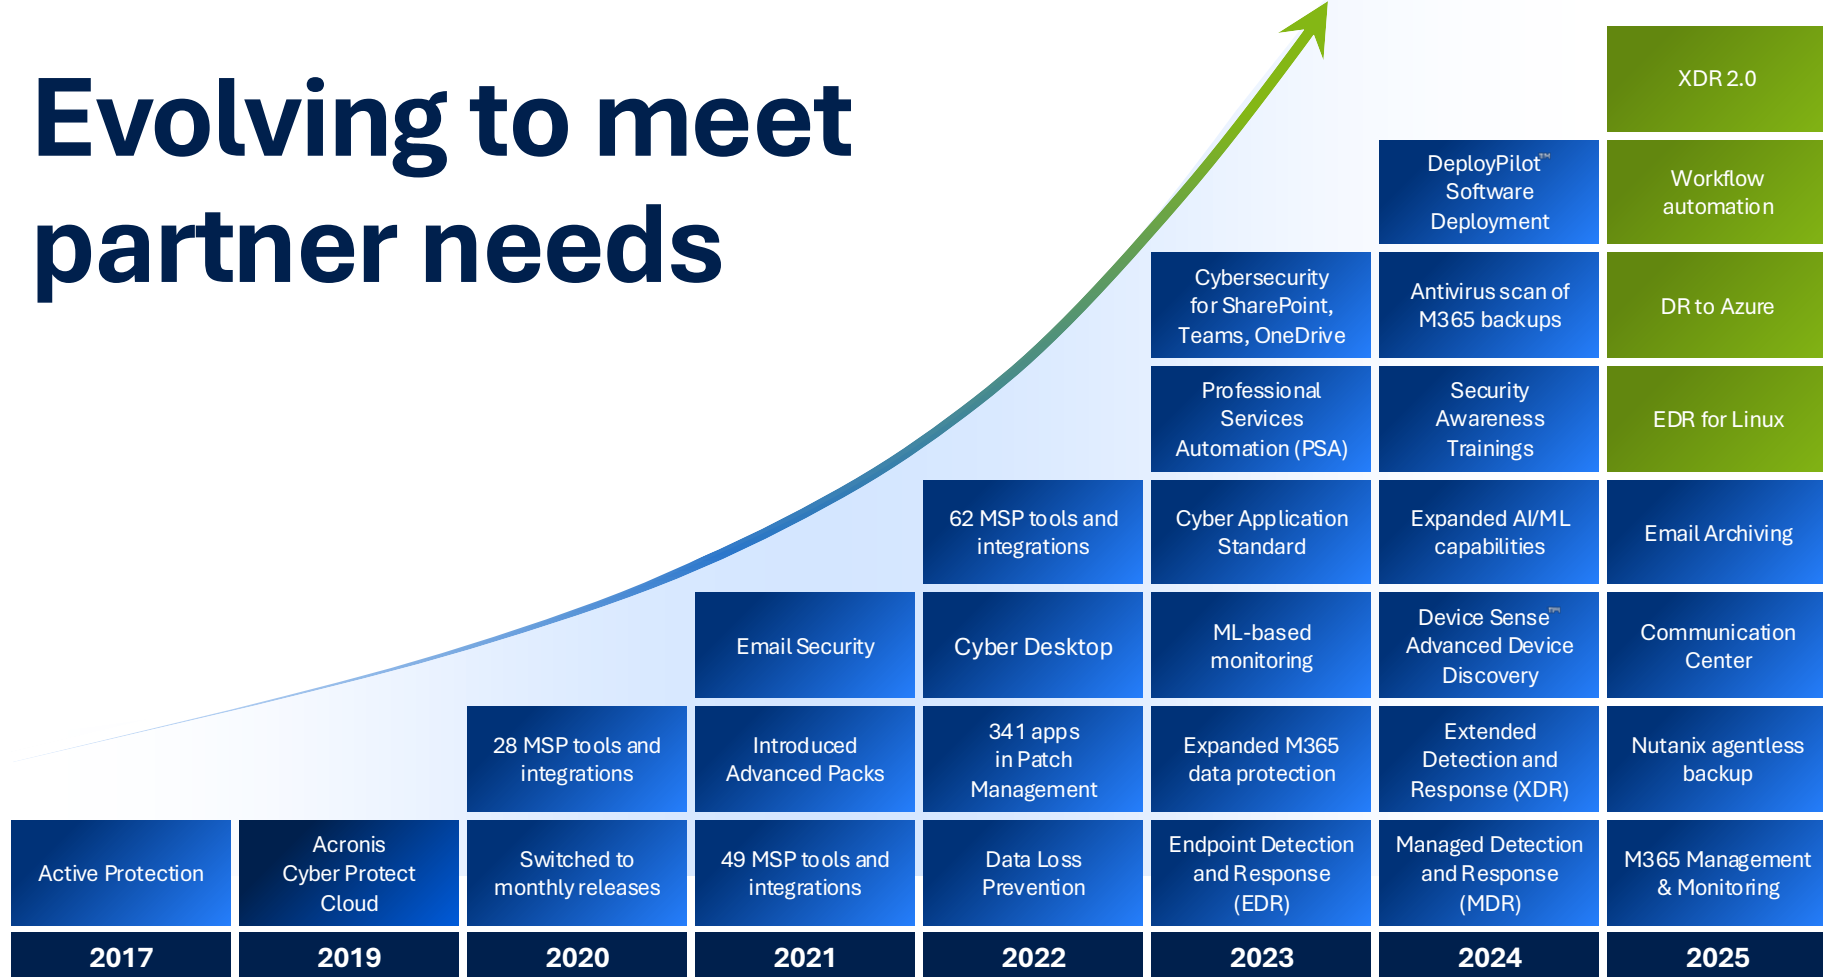 Evolving to meet
partner needs
XDR 2.0
DeployPilot™
Software
Deployment
Workflow
automation
Cybersecurity
for SharePoint,
Teams, OneDrive
Antivirus scan of
M365 backups
DR to Azure
Professional
Services
Automation (PSA)
Security
Awareness
Trainings
EDR for Linux
62 MSP tools and
integrations
Cyber Application
Standard
Expanded AI/ML
capabilities
Email Archiving
Email Security
Cyber Desktop
ML-based
monitoring
Device Sense™
Advanced Device
Discovery
Communication
Center
28 MSP tools and
integrations
Introduced
Advanced Packs
341 apps
in Patch
Management
Expanded M365
data protection
Extended
Detection and
Response (XDR)
Nutanix agentless
backup
Active Protection
Acronis
Cyber Protect
Cloud
Switched to
monthly releases
49 MSP tools and
integrations
Data Loss
Prevention
Endpoint Detection
and Response
(EDR)
Managed Detection
and Response
(MDR)
M365 Management
& Monitoring
2017
2019
2020
2021
2022
2023
2024
2025